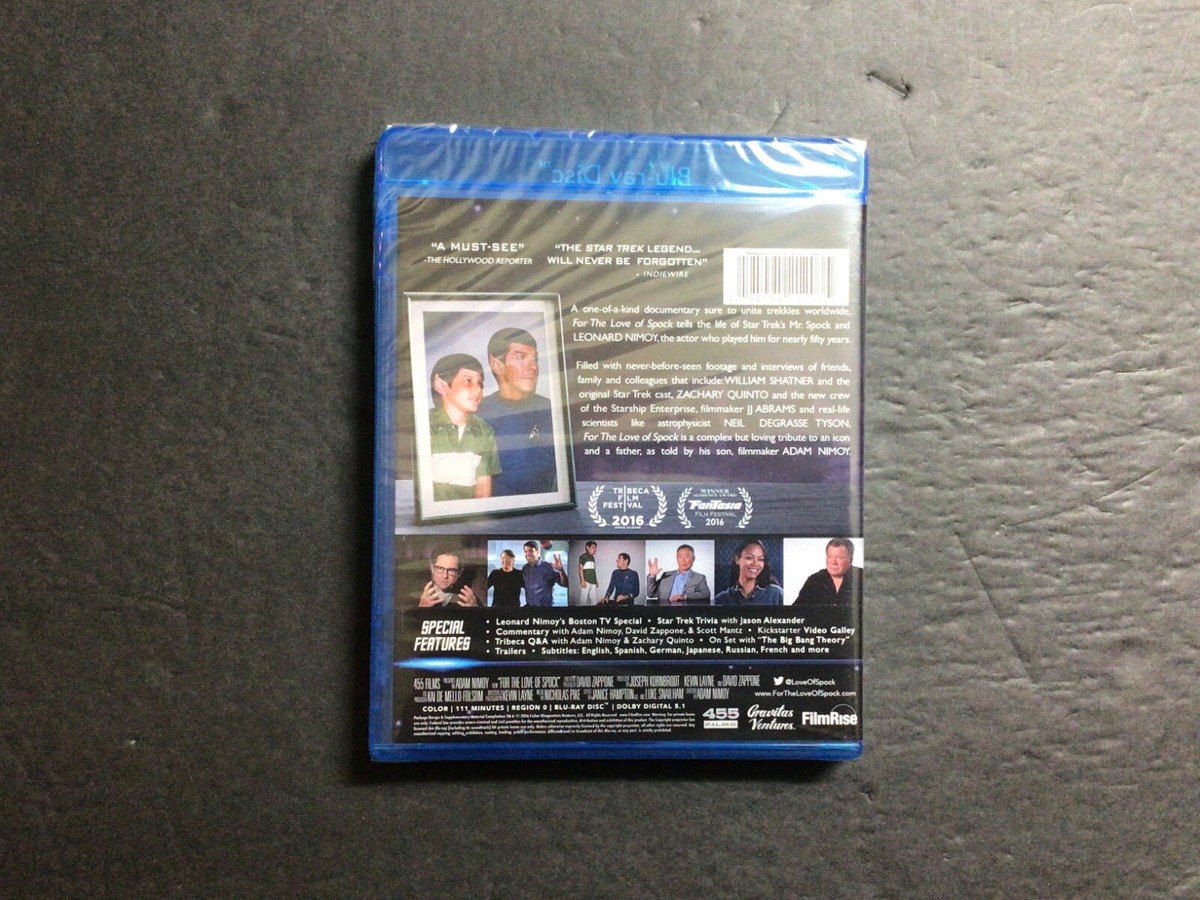 Blu-ray Disc™
"A MUST-SEE"
-THE HOLLYWOOD REPORTER
"THE STAR TREK LEGEND...
WILL NEVER BE FORGOTTEN"
- INDIEWIRE
A one-of-a-kind documentary sure to unite trekkies worldwide,
For The Love of Spock tells the life of Star Trek's Mr. Spock and
LEONARD NIMOY, the actor who played him for nearly fifty years.
Filled with never-before-seen footage and interviews of friends,
family and colleagues that include: WILLIAM SHATNER and the
original Star Trek cast, ZACHARY QUINTO and the new crew
of the Starship Enterprise, filmmaker JJ ABRAMS and real-life
scientists like astrophysicist NEIL DEGRASSE TYSON,
For The Love of Spock is a complex but loving tribute to an icon
and a father, as told by his son, filmmaker ADAM NIMOY.
TRIBECA
FILM
FESTIVAL
2016
WINNER
FanTasia
FILM FESTIVAL
2016
SPECIAL
FEATURES
• Leonard Nimoy's Boston TV Special • Star Trek Trivia with Jason Alexander
• Commentary with Adam Nimoy, David Zappone, & Scott Mantz • Kickstarter Video Galley
• Tribeca Q&A with Adam Nimoy & Zachary Quinto • On Set with "The Big Bang Theory"
• Trailers • Subtitles: English, Spanish, German, Japanese, Russian, French and more
455 FILMS ADAM NIMOY "FOR THE LOVE OF SPOCK" DAVID ZAPPONE JOSEPH KORNBRODT KEVIN LAYNE AND DAVID ZAPPONE
KAI DE MELLO FOLSOM KEVIN LAYNE NICHOLAS PIKE JANICE HAMPTON LUKE SNAILHAM ADAM NIMOY
@LoveOfSpock
www.ForTheLoveOfSpock.com
COLOR | 111 MINUTES | REGION 0 | BLU-RAY DISC™ | DOLBY DIGITAL 5.1
455
FILMS
Gravitas
Ventures
FilmRise